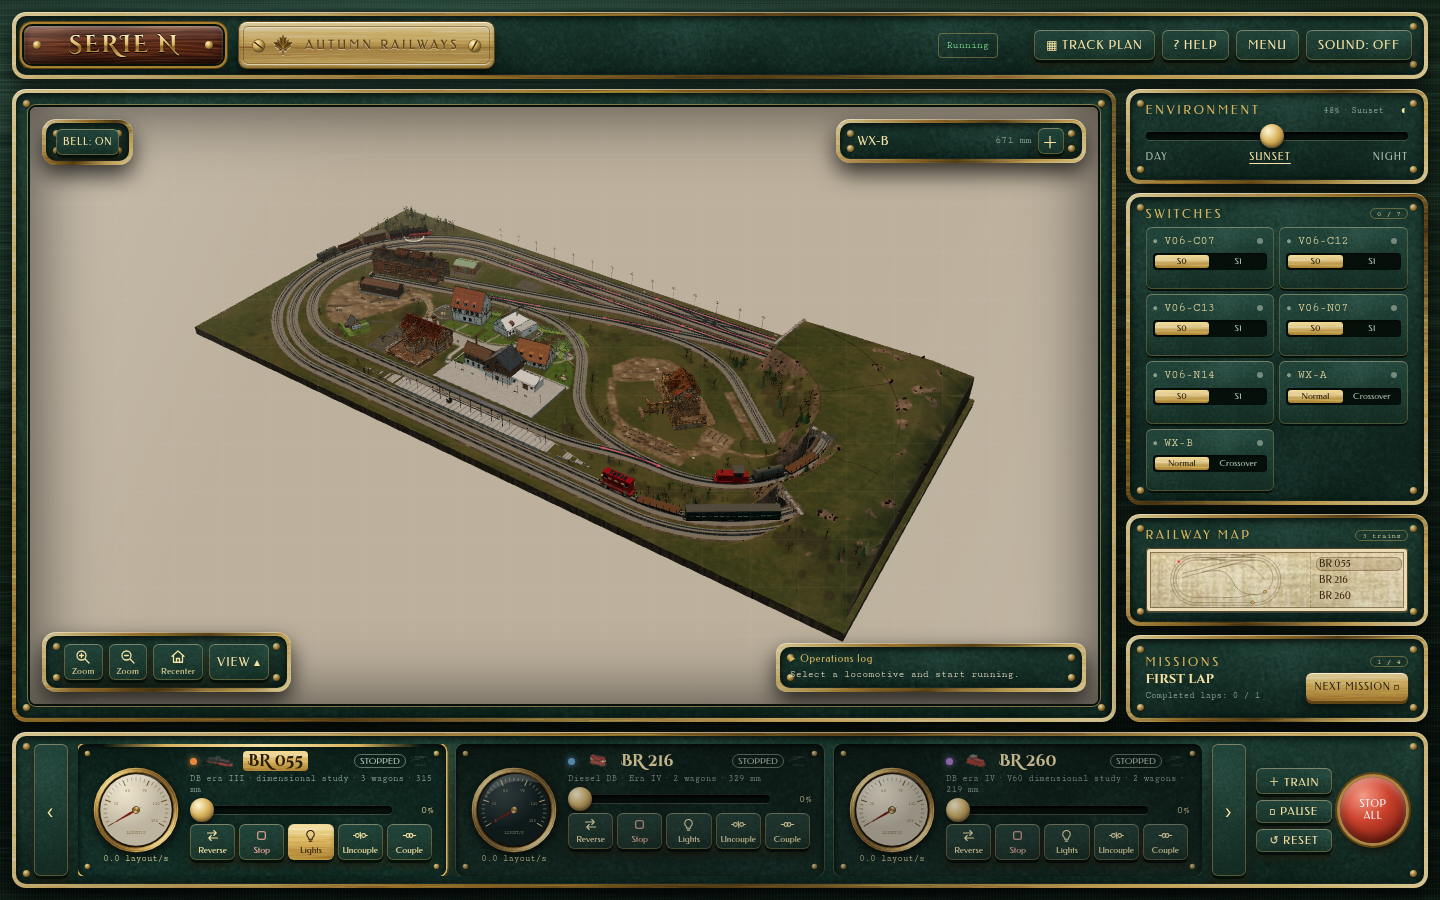 SERIE N
AUTUMN RAILWAYS
Running
TRACK PLAN
? HELP
MENU
SOUND: OFF
BELL: ON
WX-B
671 mm
ENVIRONMENT
48% · Sunset
DAY
SUNSET
NIGHT
SWITCHES
0 / 7
V06-C07
S0 S1
V06-C12
S0 S1
V06-C13
S0 S1
V06-N07
S0 S1
V06-N14
S0 S1
WX-A
Normal Crossover
WX-B
Normal Crossover
RAILWAY MAP
3 trains
BR 055
BR 216
BR 260
MISSIONS
1 / 4
FIRST LAP
Completed laps: 0 / 1
NEXT MISSION
Zoom
Zoom
Recenter
VIEW ▴
Operations log
Select a locomotive and start running.
BR 055
STOPPED
DB era III · dimensional study · 3 wagons · 315
mm
0%
Reverse
Stop
Lights
Uncouple
Couple
0.0 layout/s
BR 216
STOPPED
Diesel DB · Era IV · 2 wagons · 329 mm
0%
Reverse
Stop
Lights
Uncouple
Couple
0.0 layout/s
BR 260
STOPPED
DB era IV · V60 dimensional study · 2 wagons ·
219 mm
0%
Reverse
Stop
Lights
Uncouple
Couple
0.0 layout/s
+ TRAIN
PAUSE
↺ RESET
STOP
ALL